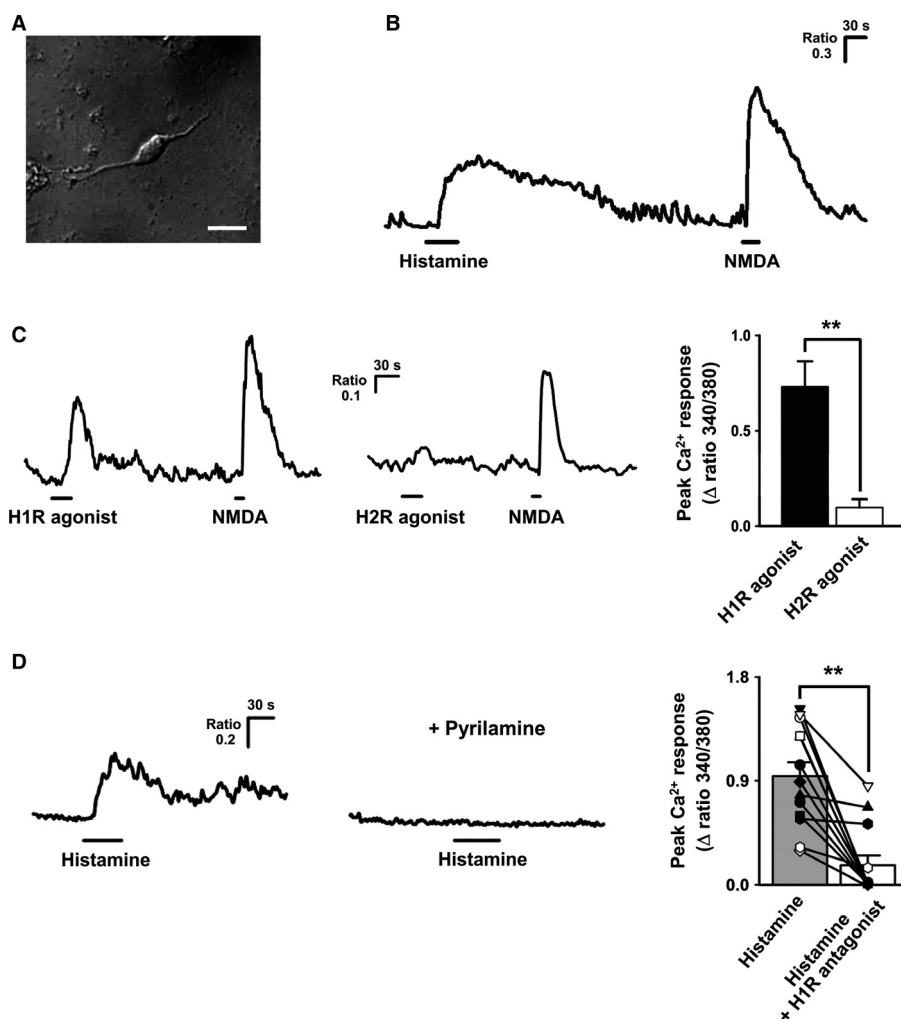 A
B
30 s
Ratio
0.3
Histamine
NMDA
C
30 s
Ratio
0.1
H1R agonist
NMDA
H2R agonist
NMDA
1.0
0.5
0.0
Peak Ca²⁺ response
(Δ ratio 340/380)
**
H1R agonist
H2R agonist
D
30 s
Ratio
0.2
Histamine
+ Pyrilamine
Histamine
1.8
0.9
0.0
Peak Ca²⁺ response
(Δ ratio 340/380)
**
Histamine
Histamine
+ H1R antagonist